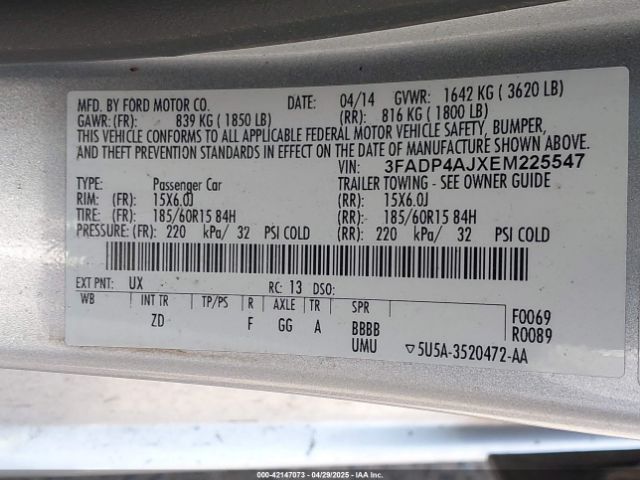 MFD. BY FORD MOTOR CO. DATE: 04/14 GVWR: 1642 KG ( 3620 LB)
GAWR: (FR): 839 KG ( 1850 LB) (RR): 816 KG ( 1800 LB)
THIS VEHICLE CONFORMS TO ALL APPLICABLE FEDERAL MOTOR VEHICLE SAFETY, BUMPER,
AND THEFT PREVENTION STANDARDS IN EFFECT ON THE DATE OF MANUFACTURE SHOWN ABOVE.
VIN: 3FADP4AJXEM225547
TYPE: Passenger Car TRAILER TOWING - SEE OWNER GUIDE
RIM: (FR): 15X6.0J (RR): 15X6.0J
TIRE: (FR): 185/60R15 84H (RR): 185/60R15 84H
PRESSURE: (FR): 220 kPa/ 32 PSI COLD (RR): 220 kPa/ 32 PSI COLD
EXT PNT: UX RC: 13 DSO:
WB INT TR TP/PS R AXLE TR SPR F0069
ZD F GG A BBBB R0089
UMU ▽5U5A-3520472-AA
000-42147073 - 04/29/2025 - IAAI.COM